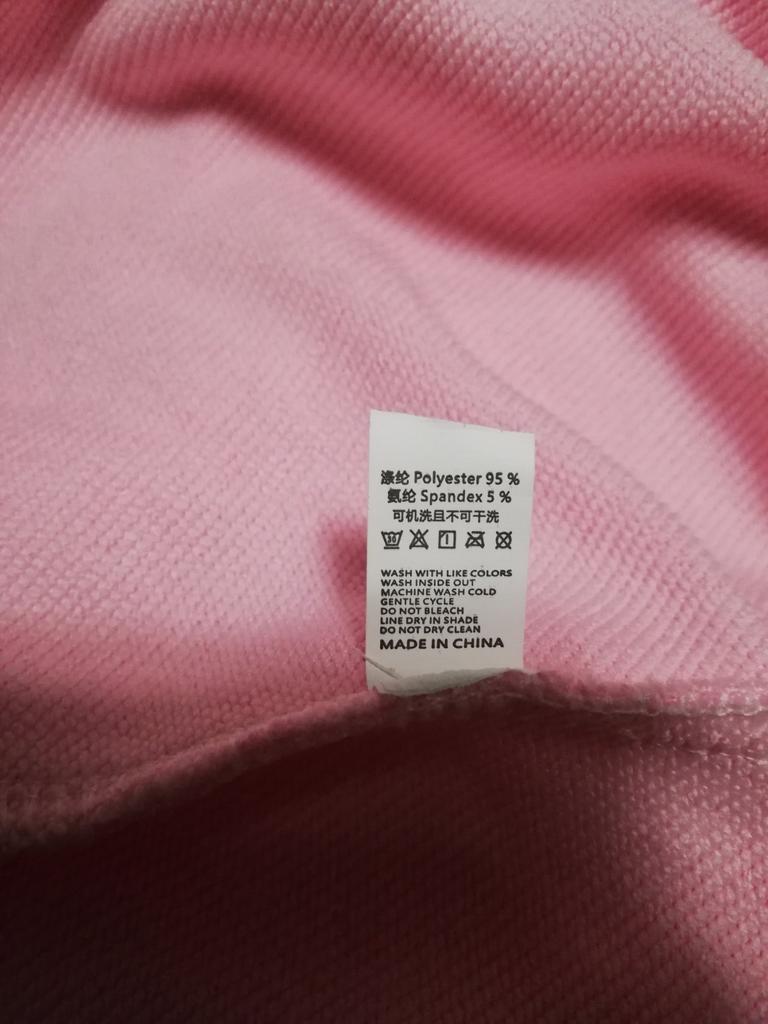 涤纶 Polyester 95 %
氨纶 Spandex 5 %
可机洗且不可干洗
30
WASH WITH LIKE COLORS
WASH INSIDE OUT
MACHINE WASH COLD
GENTLE CYCLE
DO NOT BLEACH
LINE DRY IN SHADE
DO NOT DRY CLEAN
MADE IN CHINA